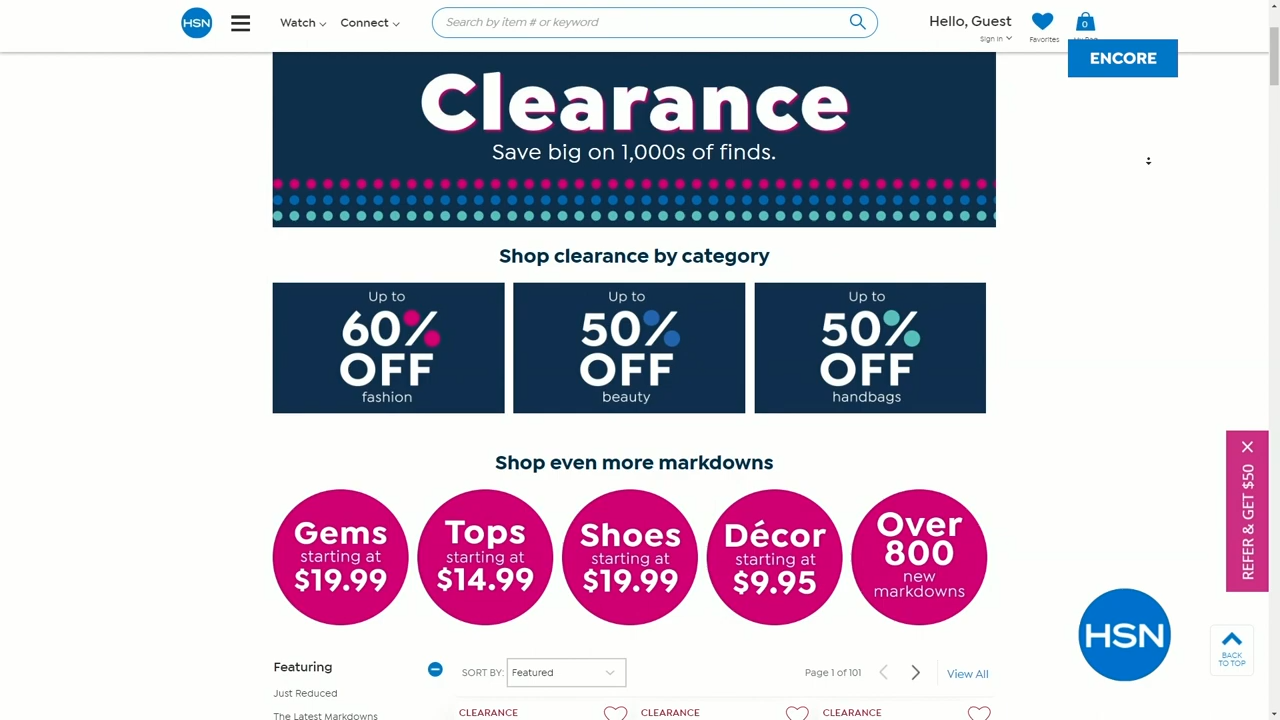 HSN
Watch
Connect
Search by item # or keyword
Hello, Guest
Sign In
Favorites
0
ENCORE
Clearance
Save big on 1,000s of finds.
Shop clearance by category
Up to
60%
OFF
fashion
Up to
50%
OFF
beauty
Up to
50%
OFF
handbags
Shop even more markdowns
Gems
starting at
$19.99
Tops
starting at
$14.99
Shoes
starting at
$19.99
Décor
starting at
$9.95
Over
800
new
markdowns
REFER & GET $50
HSN
BACK
TO TOP
Featuring
SORT BY: Featured
Page 1 of 101
View All
Just Reduced
The Latest Markdowns
CLEARANCE
CLEARANCE
CLEARANCE